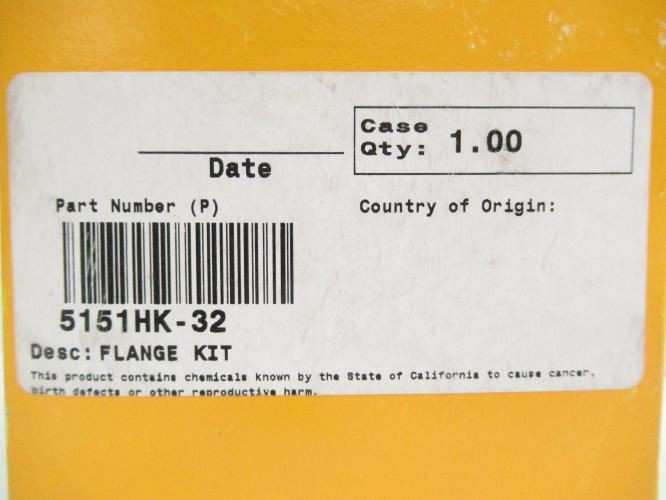 Case
Qty: 1.00
Date
Part Number (P)
Country of Origin:
5151HK-32
Desc: FLANGE KIT
This product contains chemicals known by the State of California to cause cancer,
birth defects or other reproductive harm.